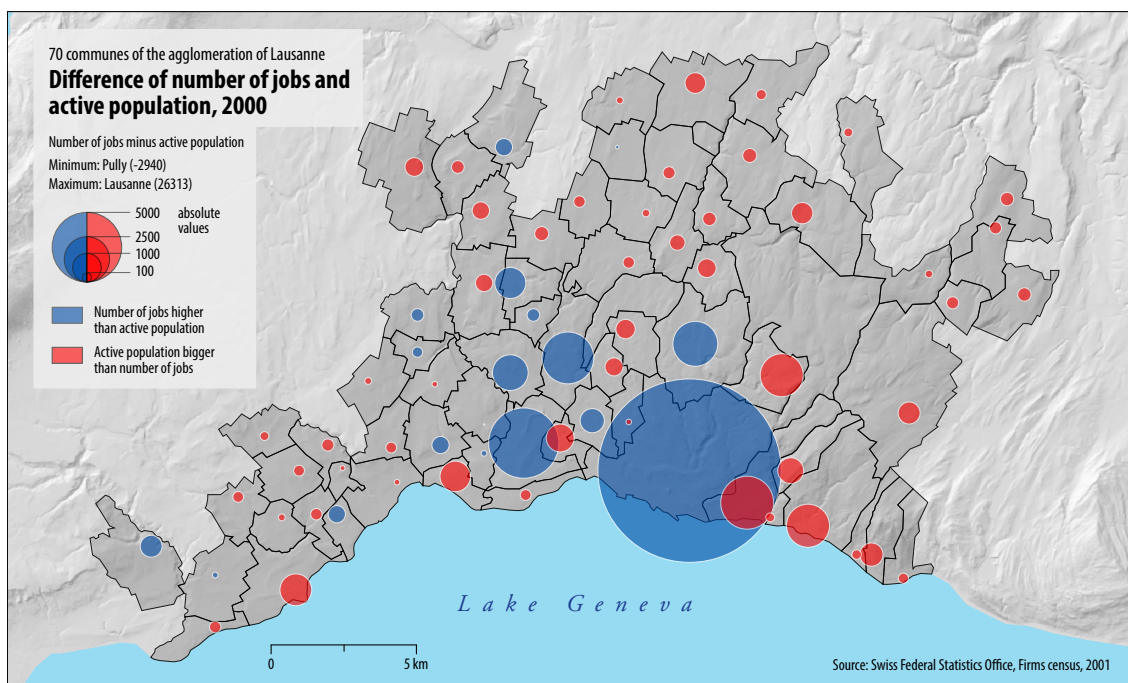 70 communes of the agglomeration of Lausanne
Difference of number of jobs and
active population, 2000
Number of jobs minus active population
Minimum: Pully (-2940)
Maximum: Lausanne (26313)
5000
2500
1000
100
absolute
values
Number of jobs higher
than active population
Active population bigger
than number of jobs
Lake Geneva
0
5 km
Source: Swiss Federal Statistics Office, Firms census, 2001